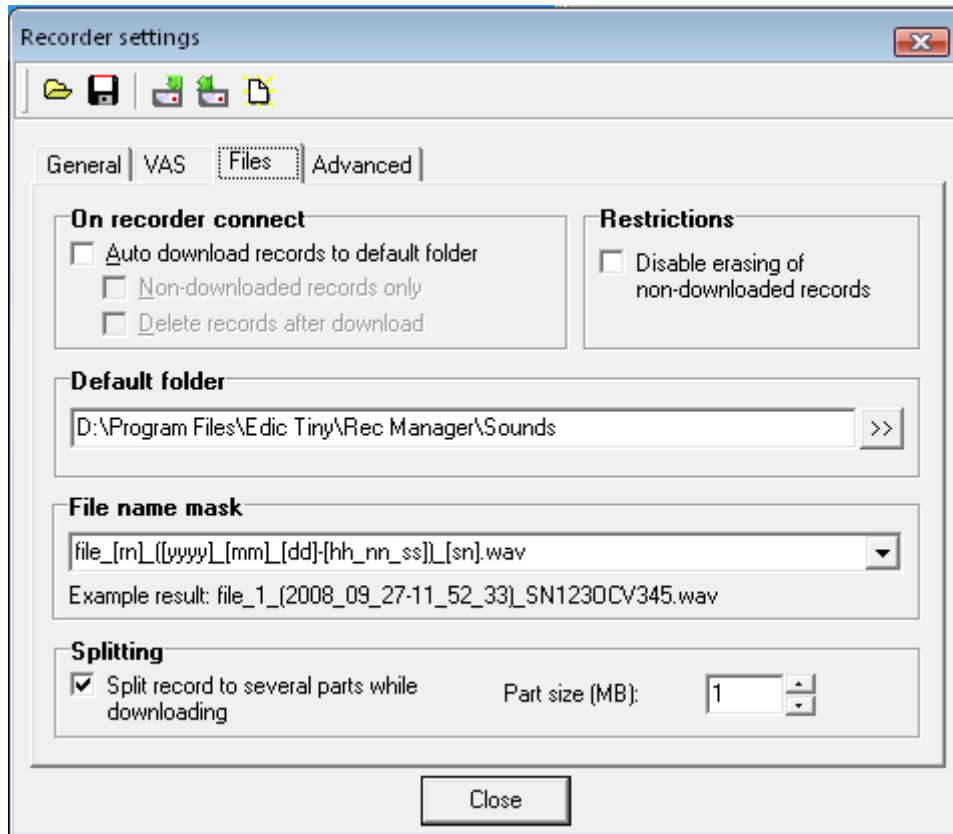 Recorder settings
General VAS Files Advanced
On recorder connect
Auto download records to default folder
Non-downloaded records only
Delete records after download
Restrictions
Disable erasing of
non-downloaded records
Default folder
D:\Program Files\Edic Tiny\Rec Manager\Sounds >>
File name mask
file_[rn]_([yyyy]_[mm]_[dd]-[hh_nn_ss])_[sn].wav
Example result: file_1_(2008_09_27-11_52_33)_SN123OCV345.wav
Splitting
Split record to several parts while
downloading
Part size (MB): 1
Close